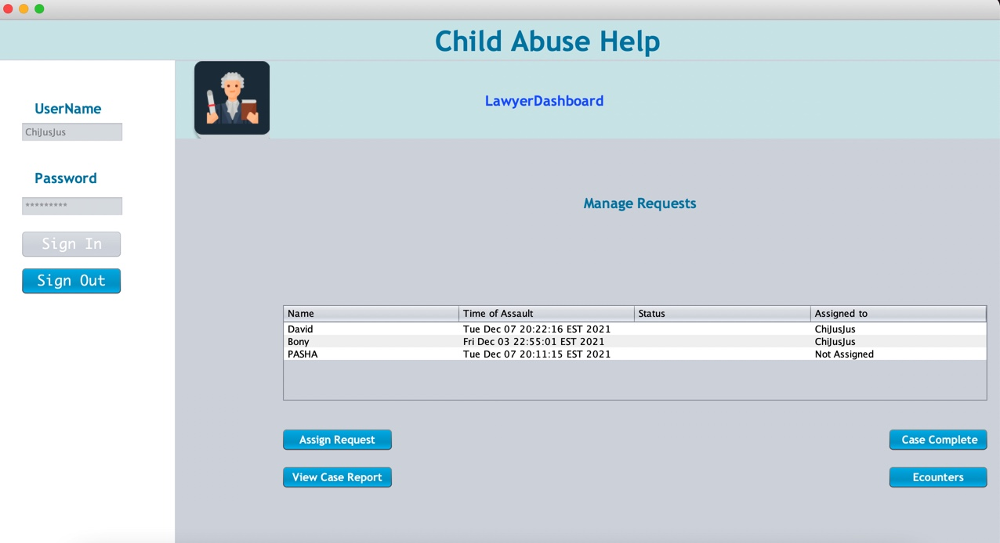 Child Abuse Help
LawyerDashboard
UserName
ChiJusJus
Password
*********
Sign In
Sign Out
Manage Requests
Name Time of Assault Status Assigned to
David Tue Dec 07 20:22:16 EST 2021 ChiJusJus
Bony Fri Dec 03 22:55:01 EST 2021 ChiJusJus
PASHA Tue Dec 07 20:11:15 EST 2021 Not Assigned
Assign Request Case Complete
View Case Report Ecounters